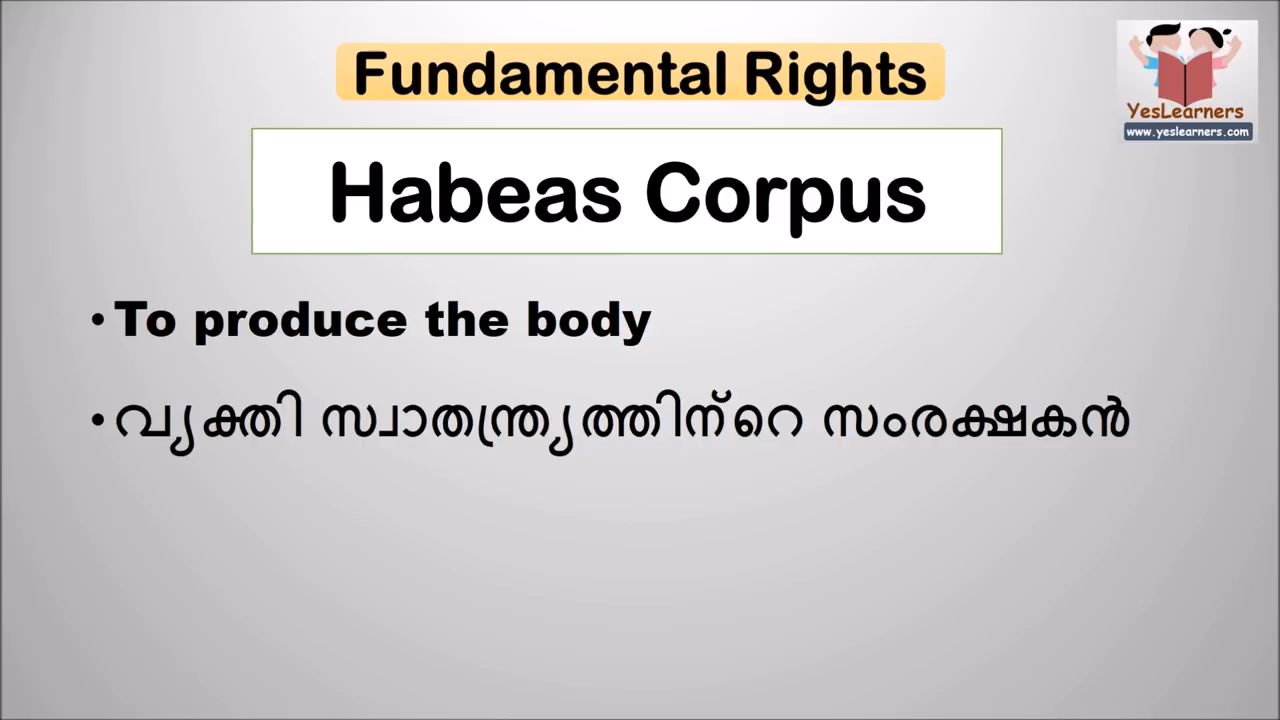 Fundamental Rights
YesLearners
www.yeslearners.com
Habeas Corpus
• To produce the body
• വ്യക്തി സ്വാതന്ത്ര്യത്തിന്റെ സംരക്ഷകൻ